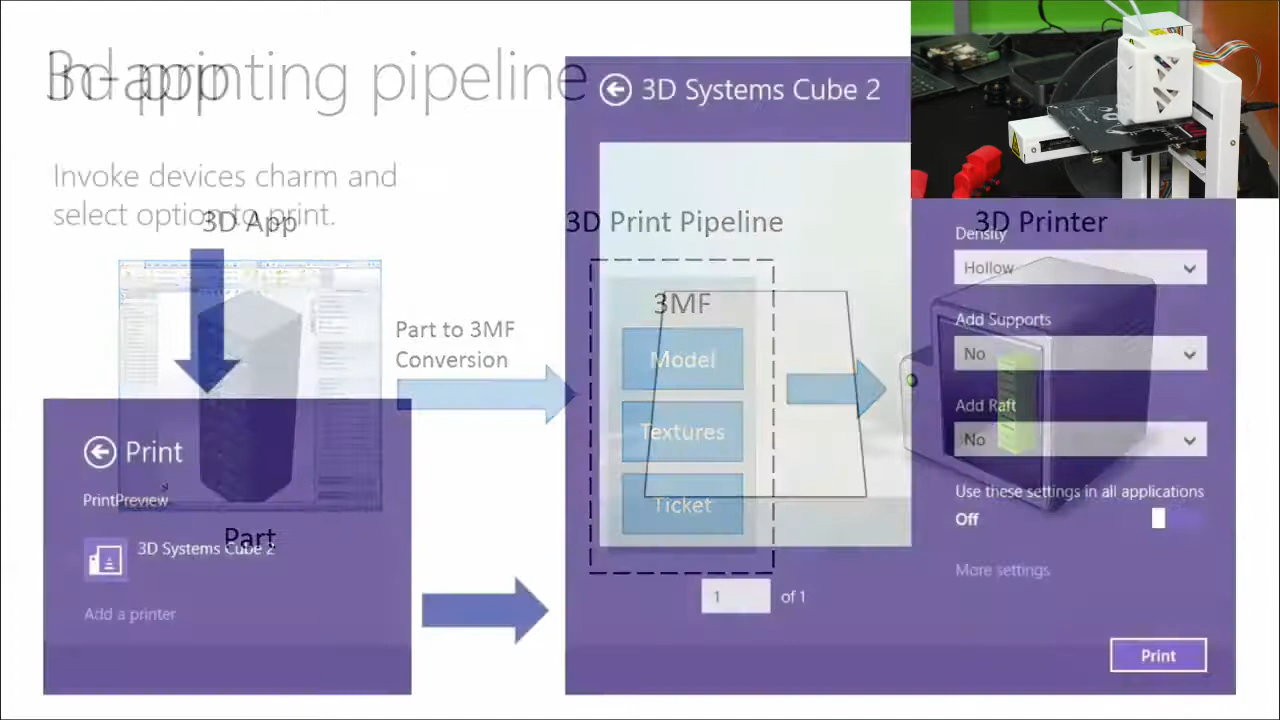 3d printing pipeline
In-app
3D Systems Cube 2
Invoke devices charm and
select option to print.
3D App
3D Print Pipeline
3D Printer
Density
Hollow
3MF
Add Supports
Part to 3MF
Conversion
Model
No
Add Raft
Textures
No
Print
PrintPreview
Use these settings in all applications
Ticket
Off
Part
3D Systems Cube 2
More settings
1 of 1
Add a printer
Print